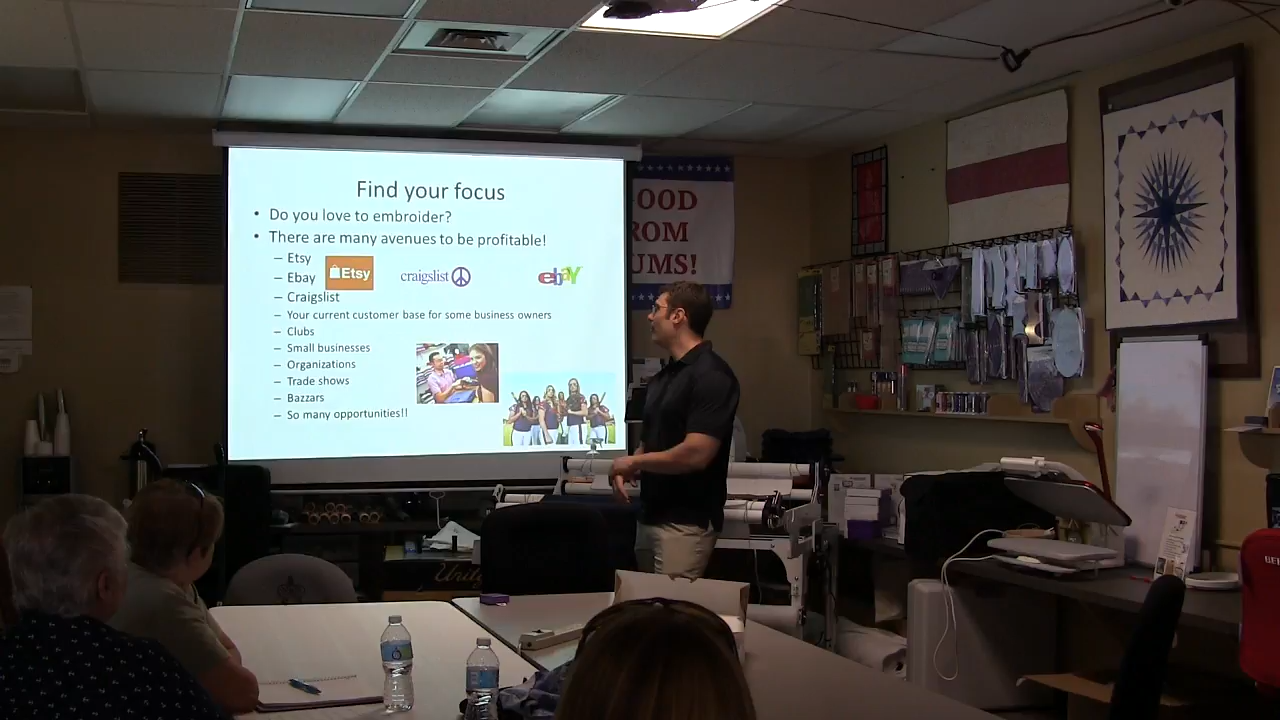 Find your focus
• Do you love to embroider?
• There are many avenues to be profitable!
– Etsy
– Ebay
– Craigslist
– Your current customer base for some business owners
– Clubs
– Small businesses
– Organizations
– Trade shows
– Bazzars
– So many opportunities!!
Etsy
craigslist
ebay
OOD
ROM
UMS!